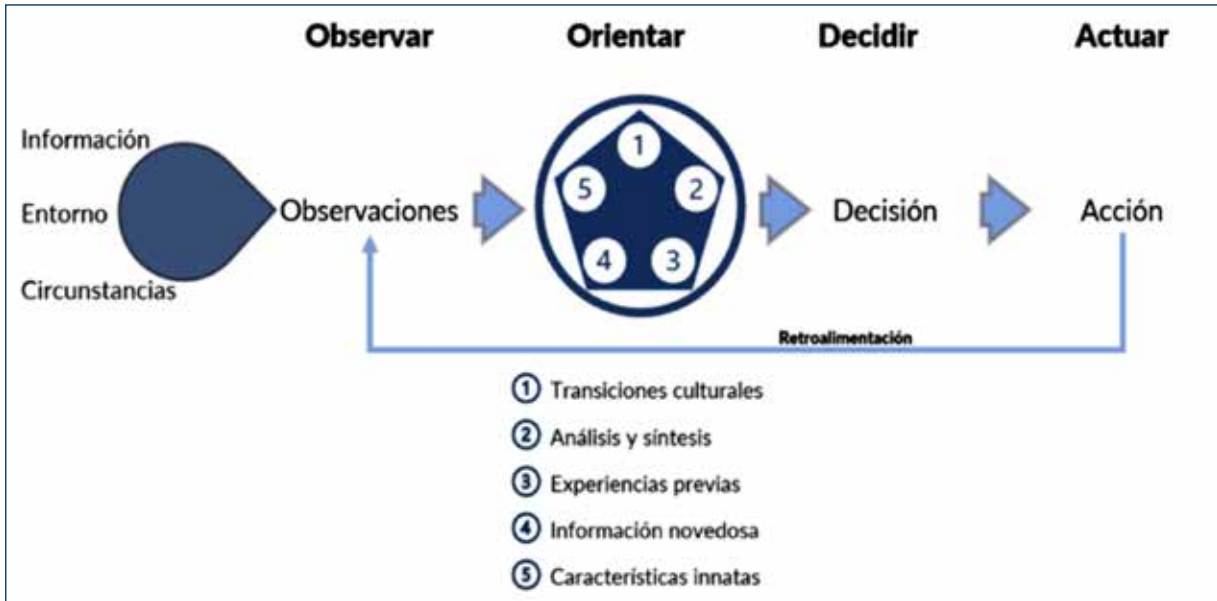 Observar
Orientar
Decidir
Actuar
Información
Entorno
Circunstancias
Observaciones
1
2
3
4
5
Decisión
Acción
Retroalimentación
1 Transiciones culturales
2 Análisis y síntesis
3 Experiencias previas
4 Información novedosa
5 Características innatas